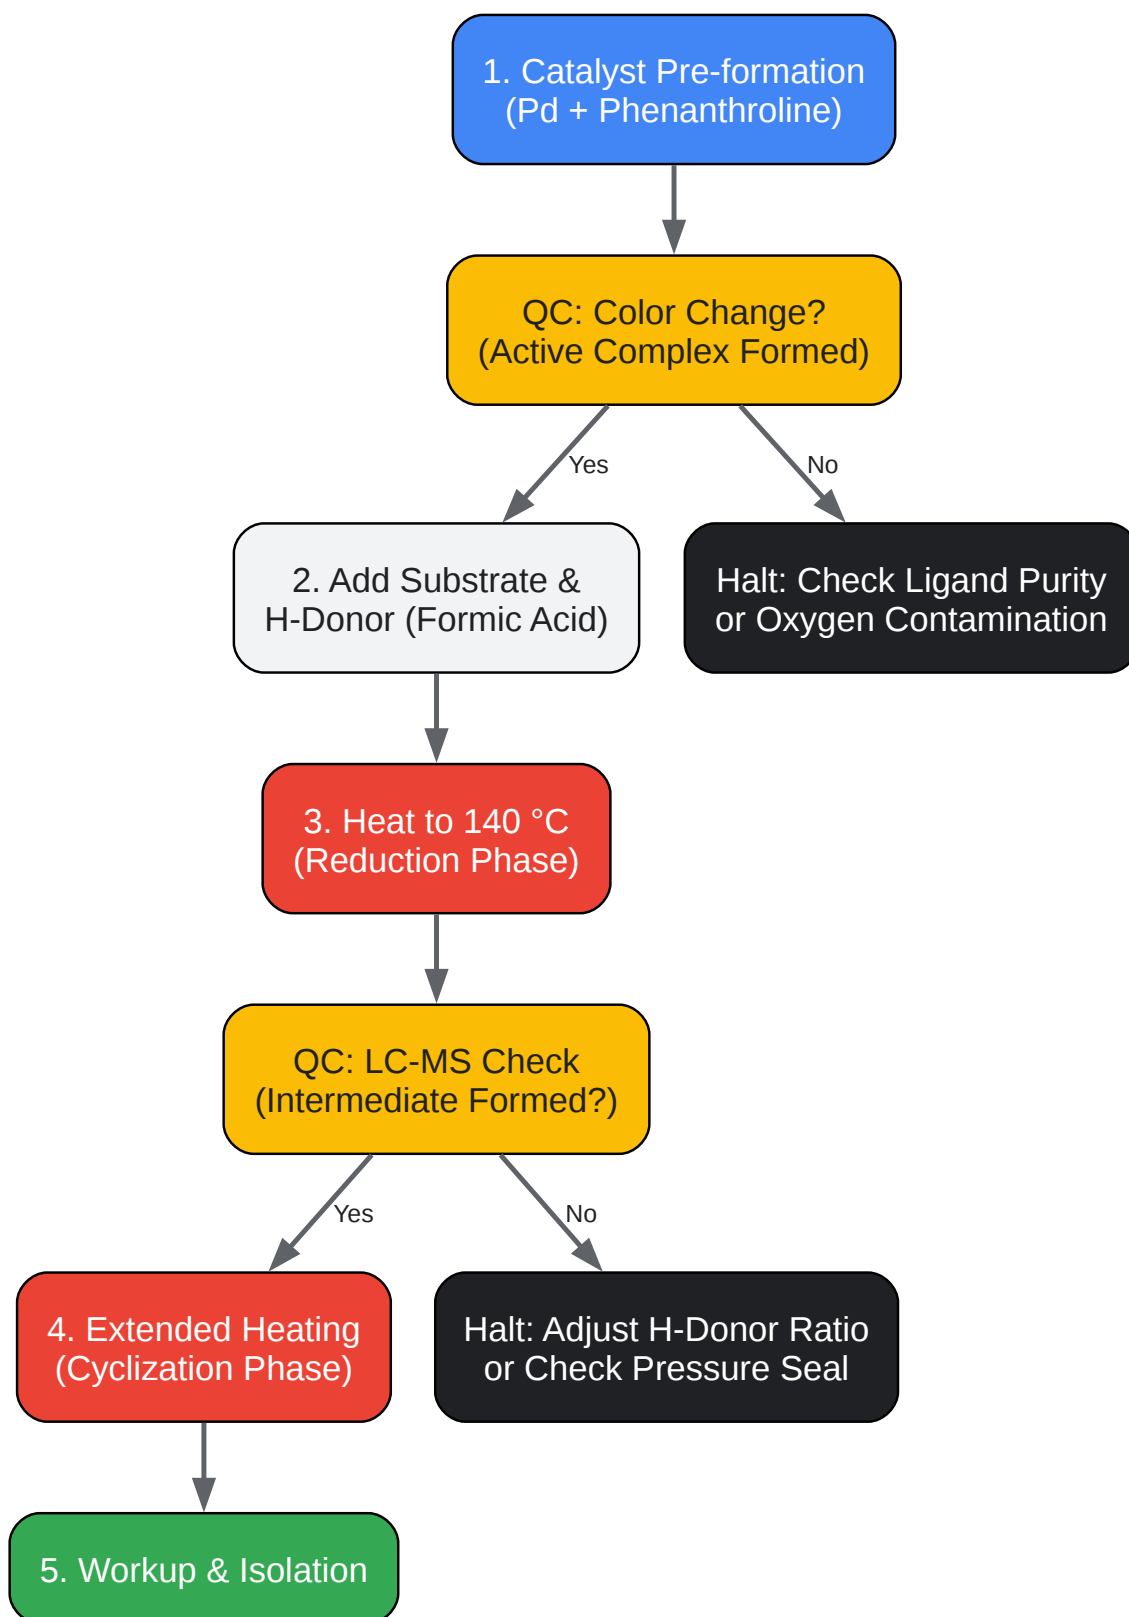 1. Catalyst Pre-formation
(Pd + Phenanthroline)
QC: Color Change?
(Active Complex Formed)
Yes
No
2. Add Substrate &
H-Donor (Formic Acid)
Halt: Check Ligand Purity
or Oxygen Contamination
3. Heat to 140 °C
(Reduction Phase)
QC: LC-MS Check
(Intermediate Formed?)
Yes
No
4. Extended Heating
(Cyclization Phase)
Halt: Adjust H-Donor Ratio
or Check Pressure Seal
5. Workup & Isolation